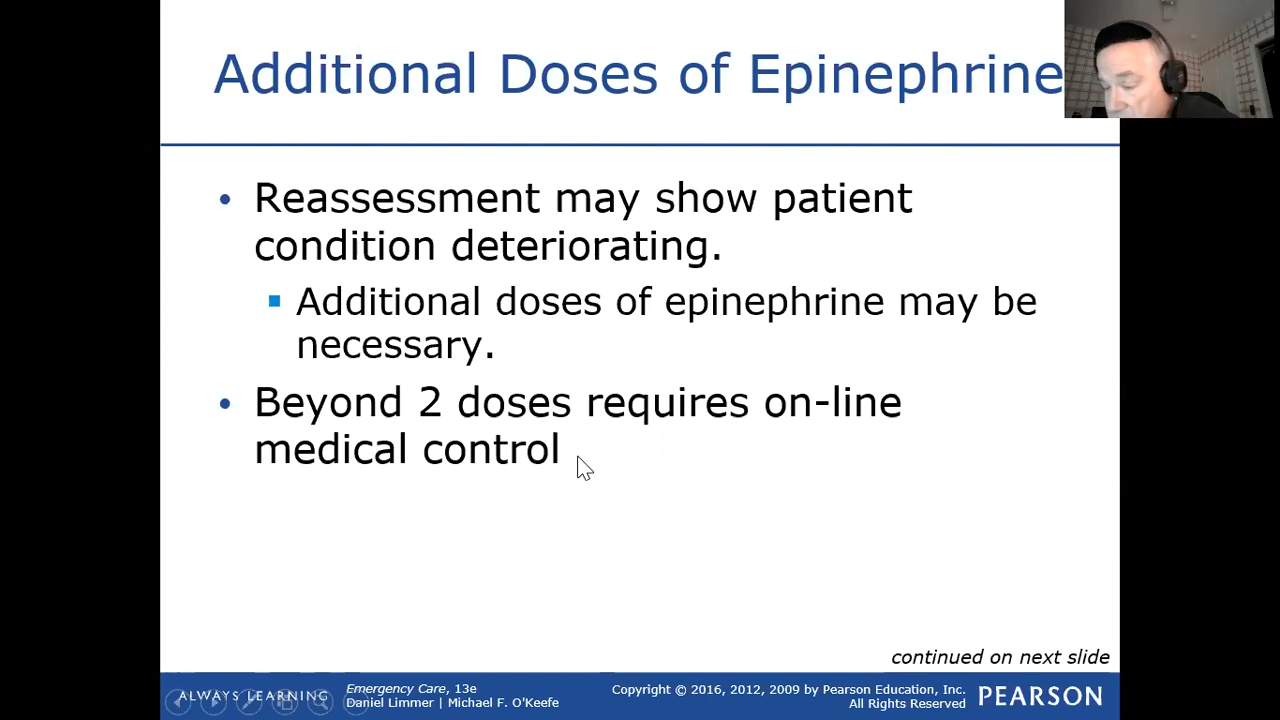 Additional Doses of Epinephrine
• Reassessment may show patient
condition deteriorating.
▪ Additional doses of epinephrine may be
necessary.
• Beyond 2 doses requires on-line
medical control
continued on next slide
ALWAYS LEARNING
Emergency Care, 13e
Daniel Limmer | Michael F. O'Keefe
Copyright © 2016, 2012, 2009 by Pearson Education, Inc.
All Rights Reserved
PEARSON